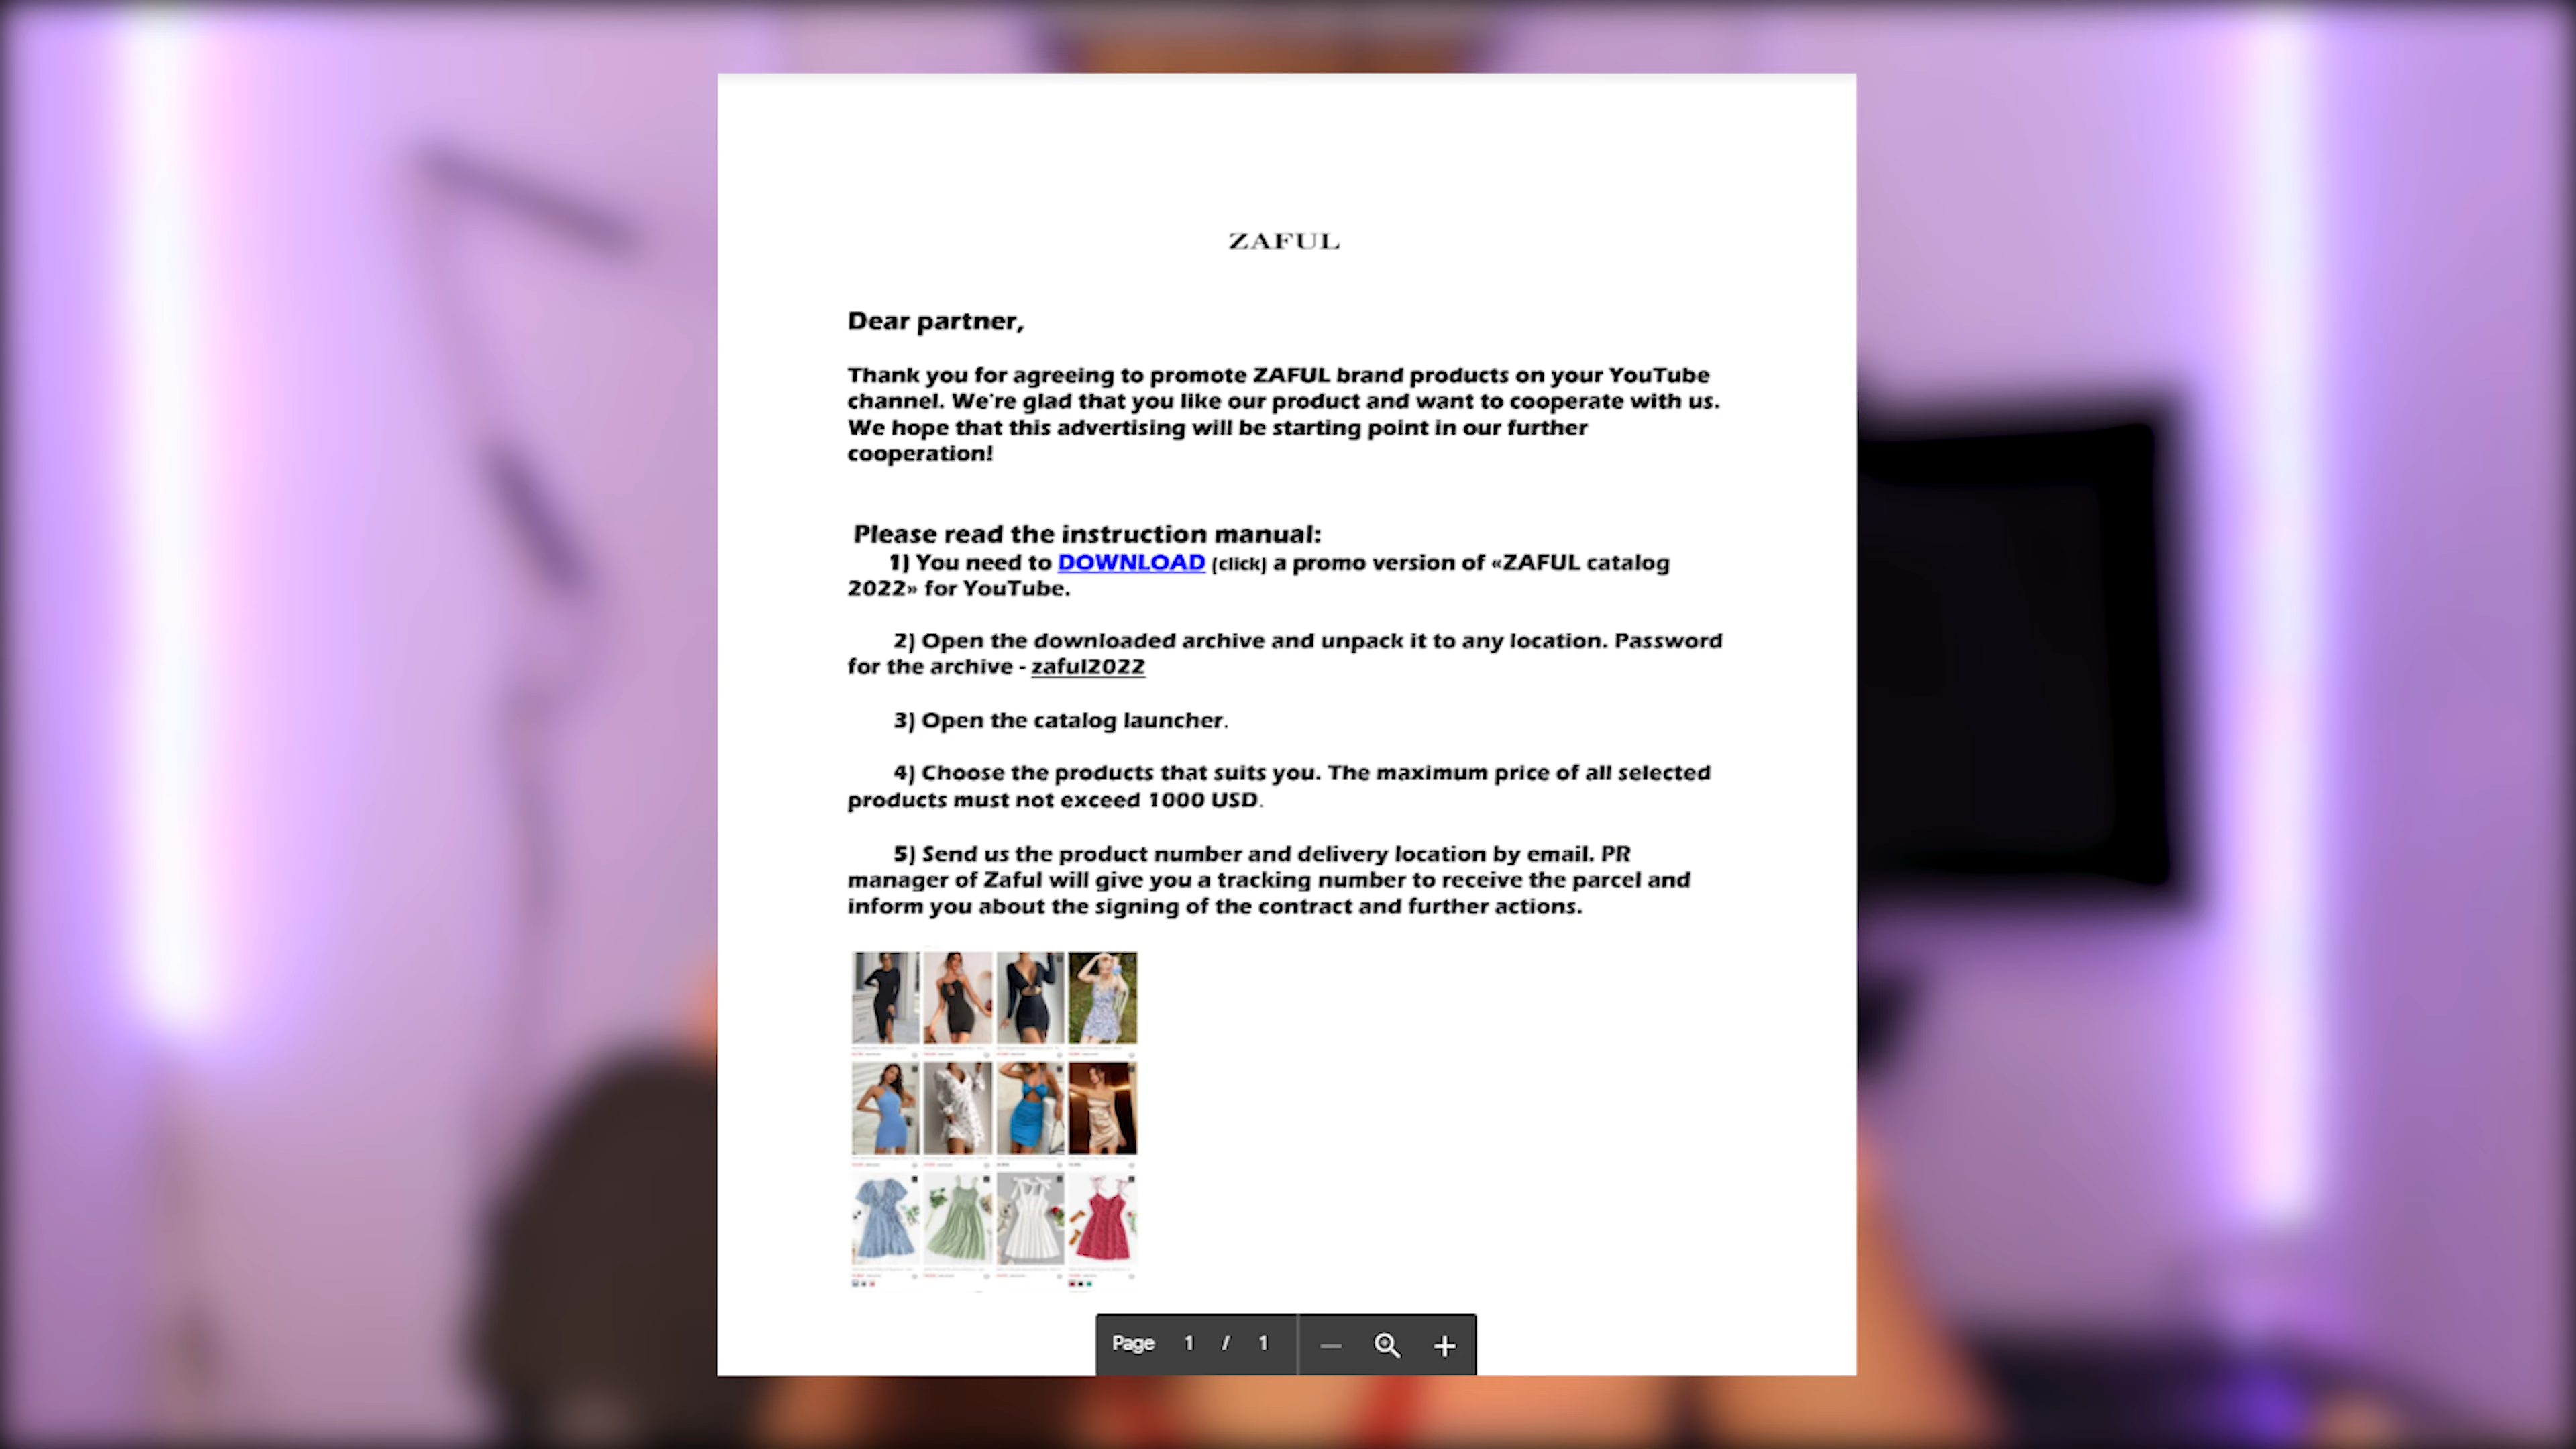 ZAFUL
Dear partner,
Thank you for agreeing to promote ZAFUL brand products on your YouTube
channel. We're glad that you like our product and want to cooperate with us.
We hope that this advertising will be starting point in our further
cooperation!
Please read the instruction manual:
1) You need to DOWNLOAD (click) a promo version of «ZAFUL catalog
2022» for YouTube.
2) Open the downloaded archive and unpack it to any location. Password
for the archive - zaful2022
3) Open the catalog launcher.
4) Choose the products that suits you. The maximum price of all selected
products must not exceed 1000 USD.
5) Send us the product number and delivery location by email. PR
manager of Zaful will give you a tracking number to receive the parcel and
inform you about the signing of the contract and further actions.
Page 1 / 1